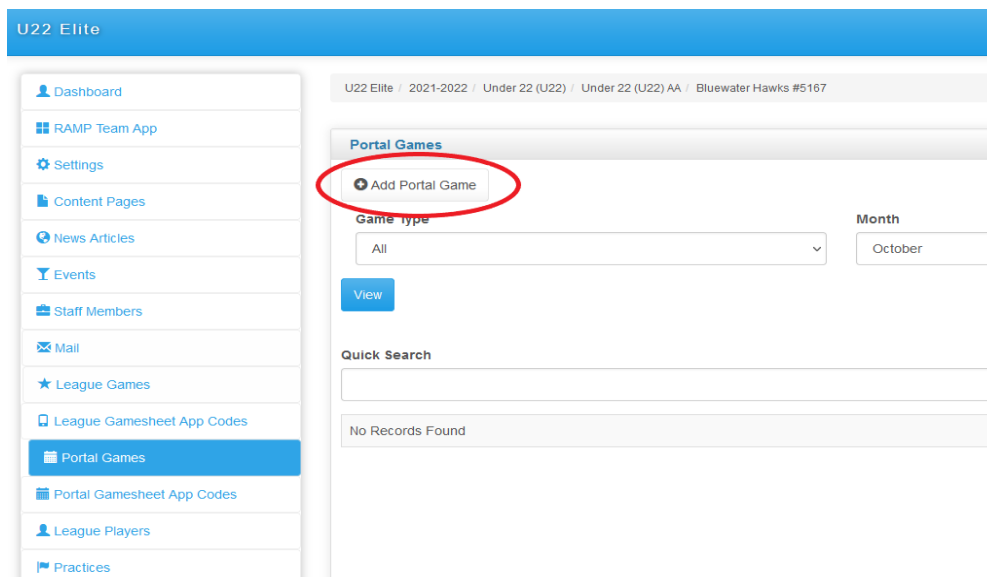 U22 Elite
Dashboard
RAMP Team App
Settings
Content Pages
News Articles
Events
Staff Members
Mail
League Games
League Gamesheet App Codes
Portal Games
Portal Gamesheet App Codes
League Players
Practices
U22 Elite / 2021-2022 / Under 22 (U22) / Under 22 (U22) AA / Bluewater Hawks #5167
Portal Games
Add Portal Game
Game Type
All
Month
October
View
Quick Search
No Records Found